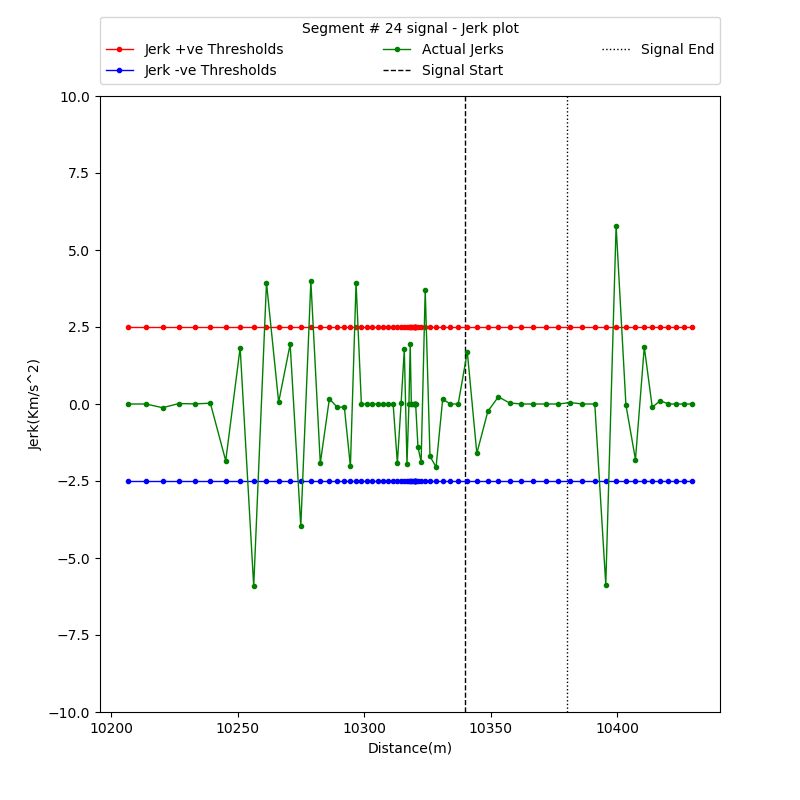 Segment # 24 signal - Jerk plot
Jerk +ve Thresholds
Jerk -ve Thresholds
Actual Jerks
Signal Start
Signal End
10.0
7.5
5.0
2.5
0.0
−2.5
−5.0
−7.5
−10.0
Jerk(Km/s^2)
10200
10250
10300
10350
10400
Distance(m)